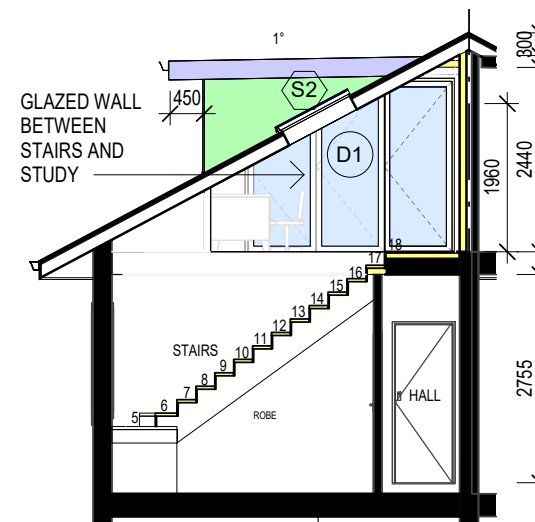 1°
300
S2
450
GLAZED WALL
BETWEEN
STAIRS AND
STUDY
D1
1960
2440
18
17
16
15
14
13
12
11
10
9
8
7
6
5
STAIRS
ROBE
HALL
2755